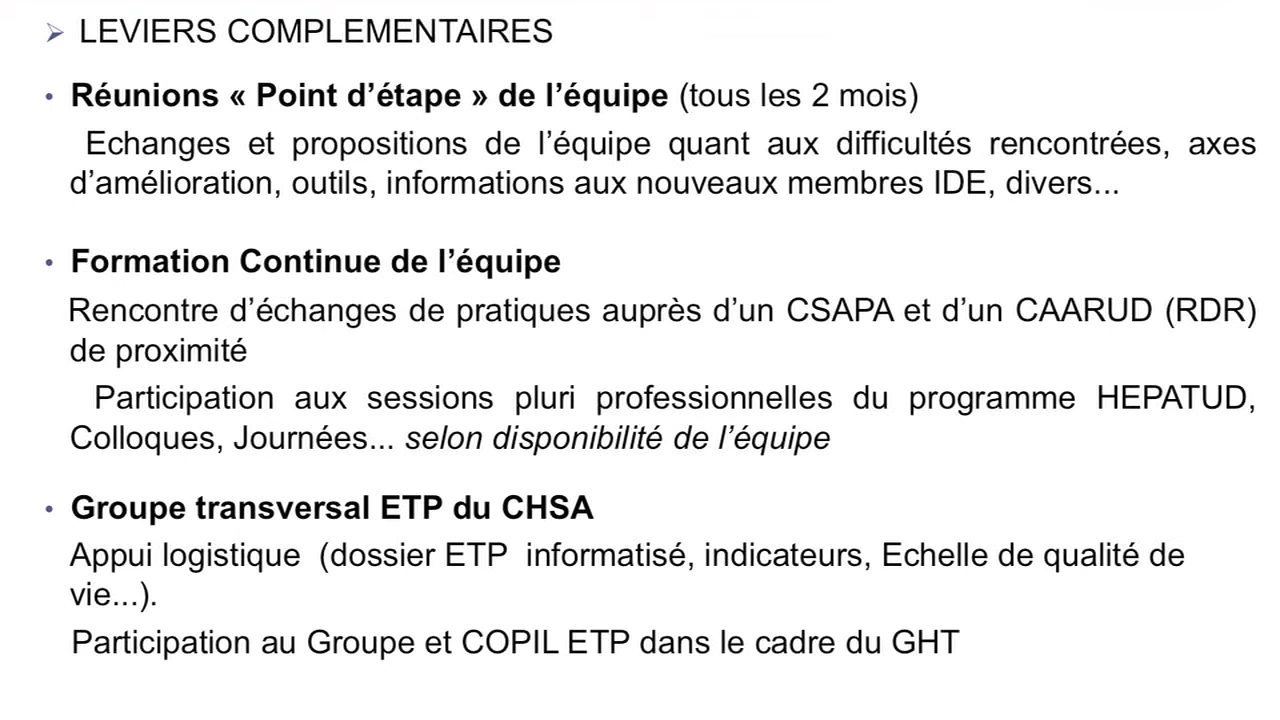 ➢ LEVIERS COMPLEMENTAIRES
• Réunions « Point d’étape » de l’équipe (tous les 2 mois)
Echanges et propositions de l’équipe quant aux difficultés rencontrées, axes
d’amélioration, outils, informations aux nouveaux membres IDE, divers...
• Formation Continue de l’équipe
Rencontre d’échanges de pratiques auprès d’un CSAPA et d’un CAARUD (RDR)
de proximité
Participation aux sessions pluri professionnelles du programme HEPATUD,
Colloques, Journées... selon disponibilité de l’équipe
• Groupe transversal ETP du CHSA
Appui logistique (dossier ETP informatisé, indicateurs, Echelle de qualité de
vie...).
Participation au Groupe et COPIL ETP dans le cadre du GHT